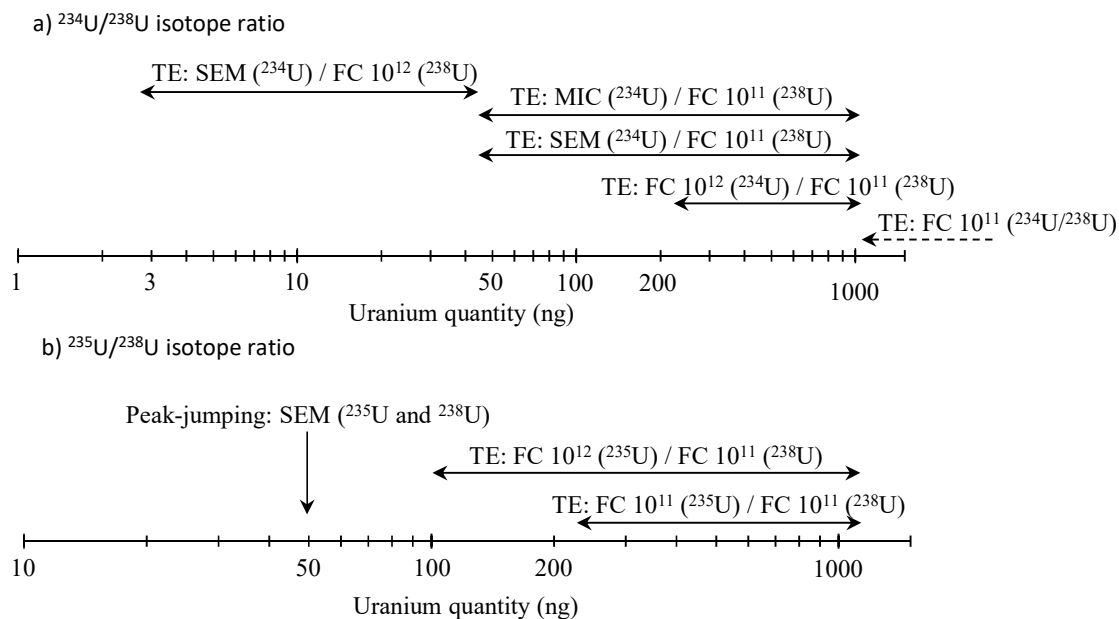 a) ²³⁴U/²³⁸U isotope ratio
TE: SEM (²³⁴U) / FC 10¹² (²³⁸U)
TE: MIC (²³⁴U) / FC 10¹¹ (²³⁸U)
TE: SEM (²³⁴U) / FC 10¹¹ (²³⁸U)
TE: FC 10¹² (²³⁴U) / FC 10¹¹ (²³⁸U)
TE: FC 10¹¹ (²³⁴U/²³⁸U)
1 3 10 50 100 200 1000
Uranium quantity (ng)
b) ²³⁵U/²³⁸U isotope ratio
Peak-jumping: SEM (²³⁵U and ²³⁸U)
TE: FC 10¹² (²³⁵U) / FC 10¹¹ (²³⁸U)
TE: FC 10¹¹ (²³⁵U) / FC 10¹¹ (²³⁸U)
10 50 100 200 1000
Uranium quantity (ng)